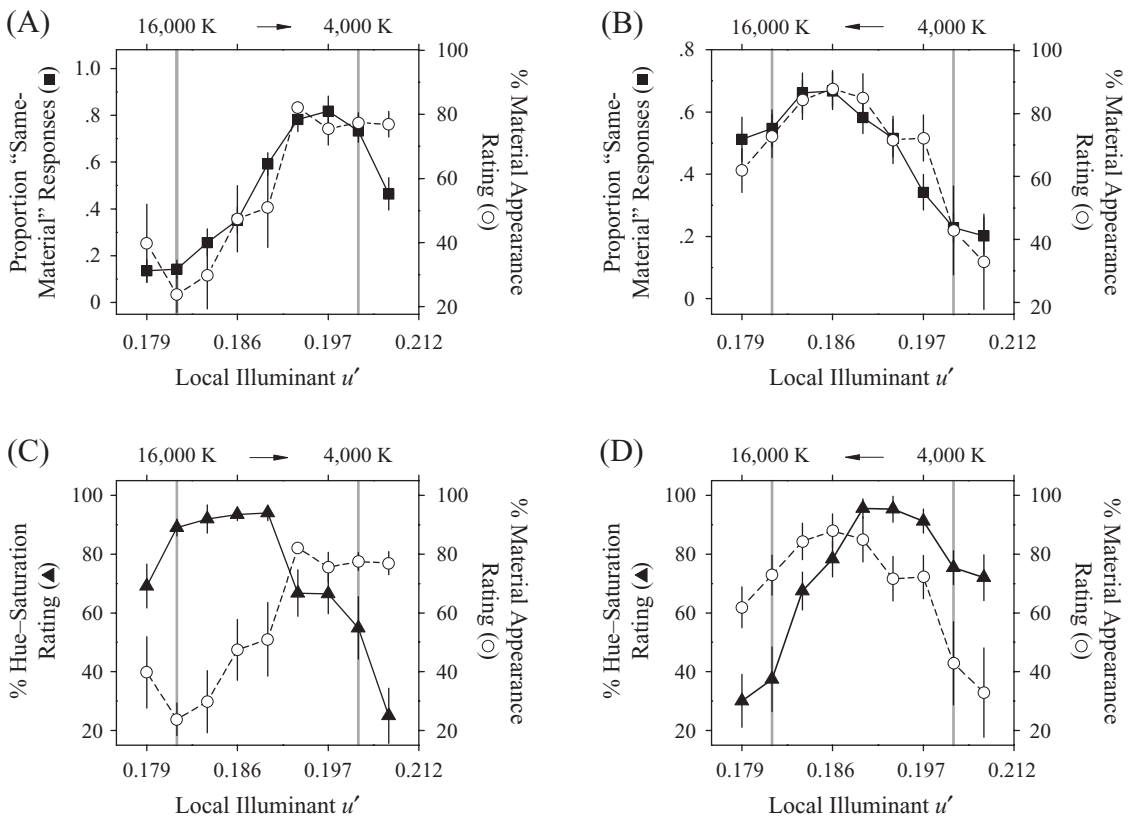 (A)
16,000 K → 4,000 K
Proportion “Same-
Material” Responses (■)
1.0
.8
.6
.4
.2
0
100
80
60
40
20
% Material Appearance
Rating (○)
0.179 0.186 0.197 0.212
Local Illuminant u′
(B)
16,000 K ← 4,000 K
Proportion “Same-
Material” Responses (■)
.8
.6
.4
.2
0
100
80
60
40
20
% Material Appearance
Rating (○)
0.179 0.186 0.197 0.212
Local Illuminant u′
(C)
16,000 K → 4,000 K
% Hue–Saturation
Rating (▲)
100
80
60
40
20
100
80
60
40
20
% Material Appearance
Rating (○)
0.179 0.186 0.197 0.212
Local Illuminant u′
(D)
16,000 K ← 4,000 K
% Hue–Saturation
Rating (▲)
100
80
60
40
20
100
80
60
40
20
% Material Appearance
Rating (○)
0.179 0.186 0.197 0.212
Local Illuminant u′